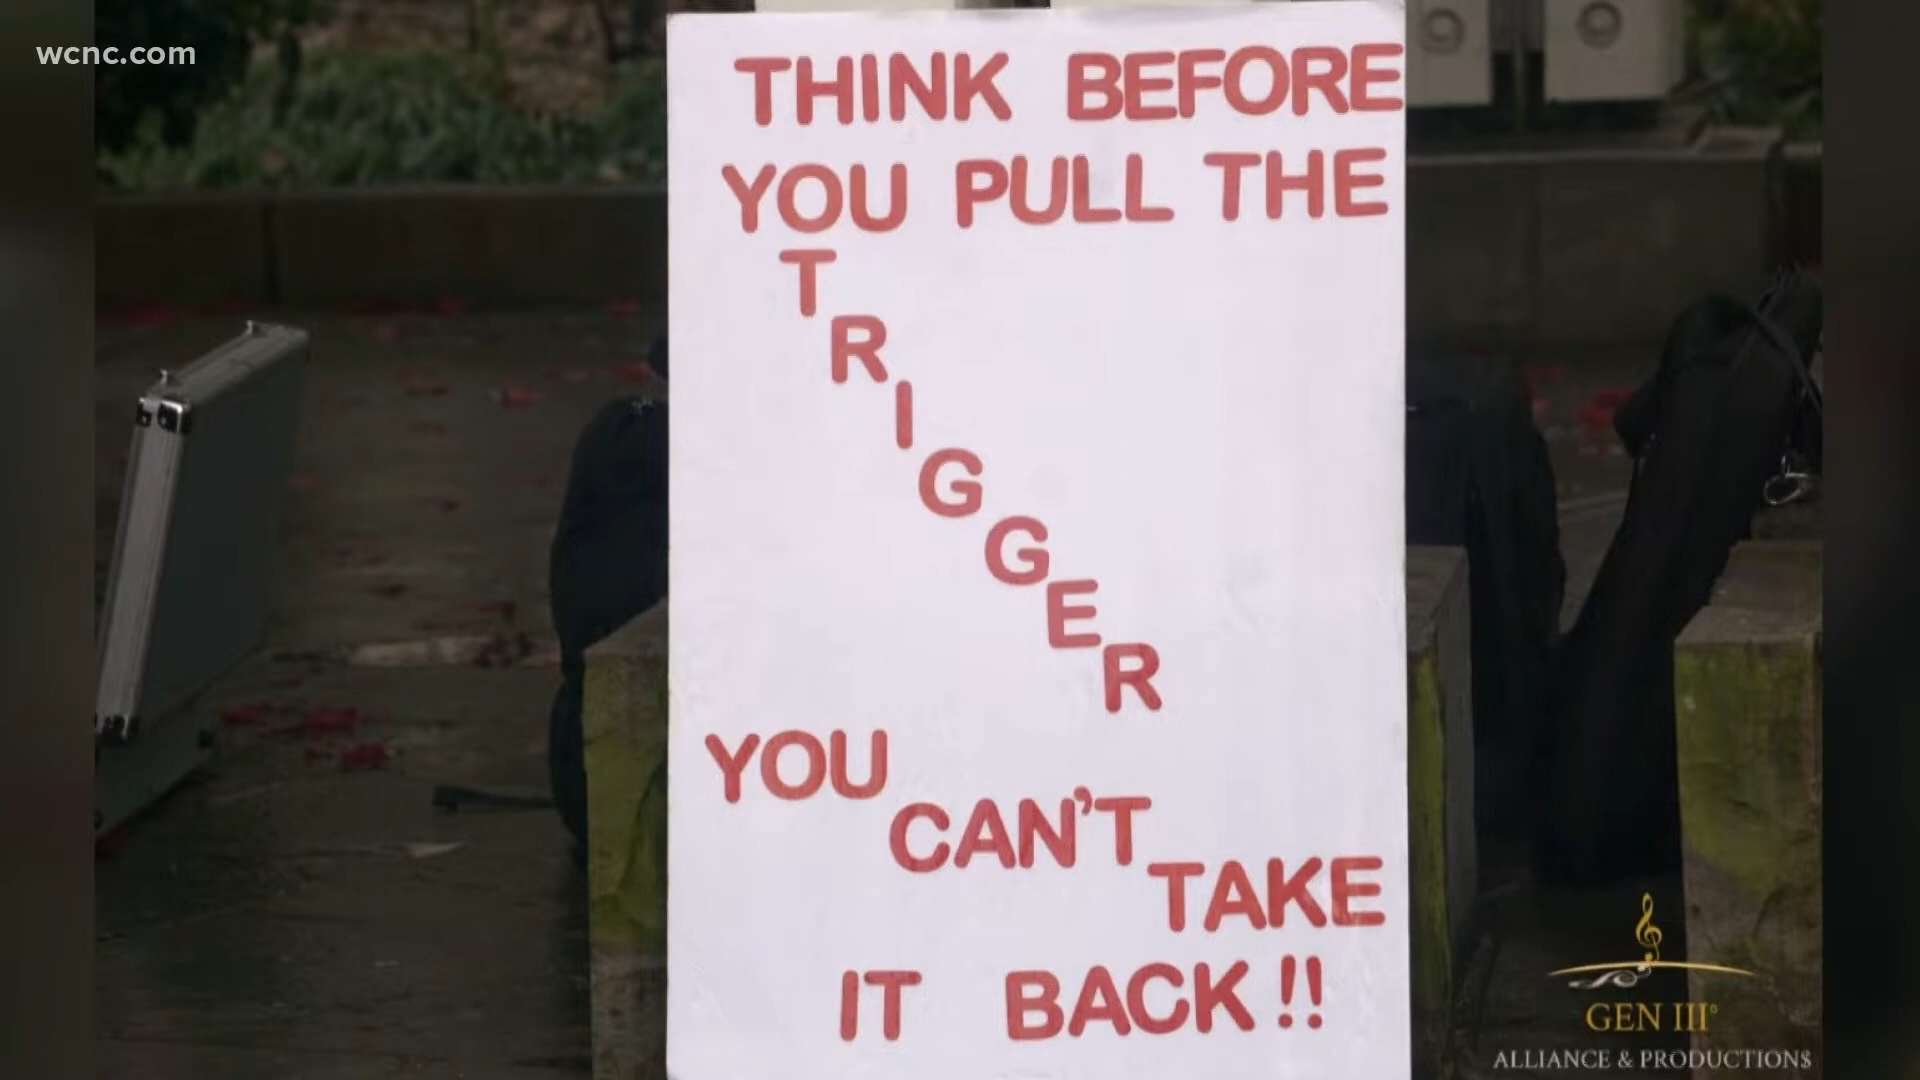 wcnc.com
THINK BEFORE
YOU PULL THE
TRIGGER
YOU
CAN'T
TAKE
IT BACK!!
GEN III°
ALLIANCE & PRODUCTION$